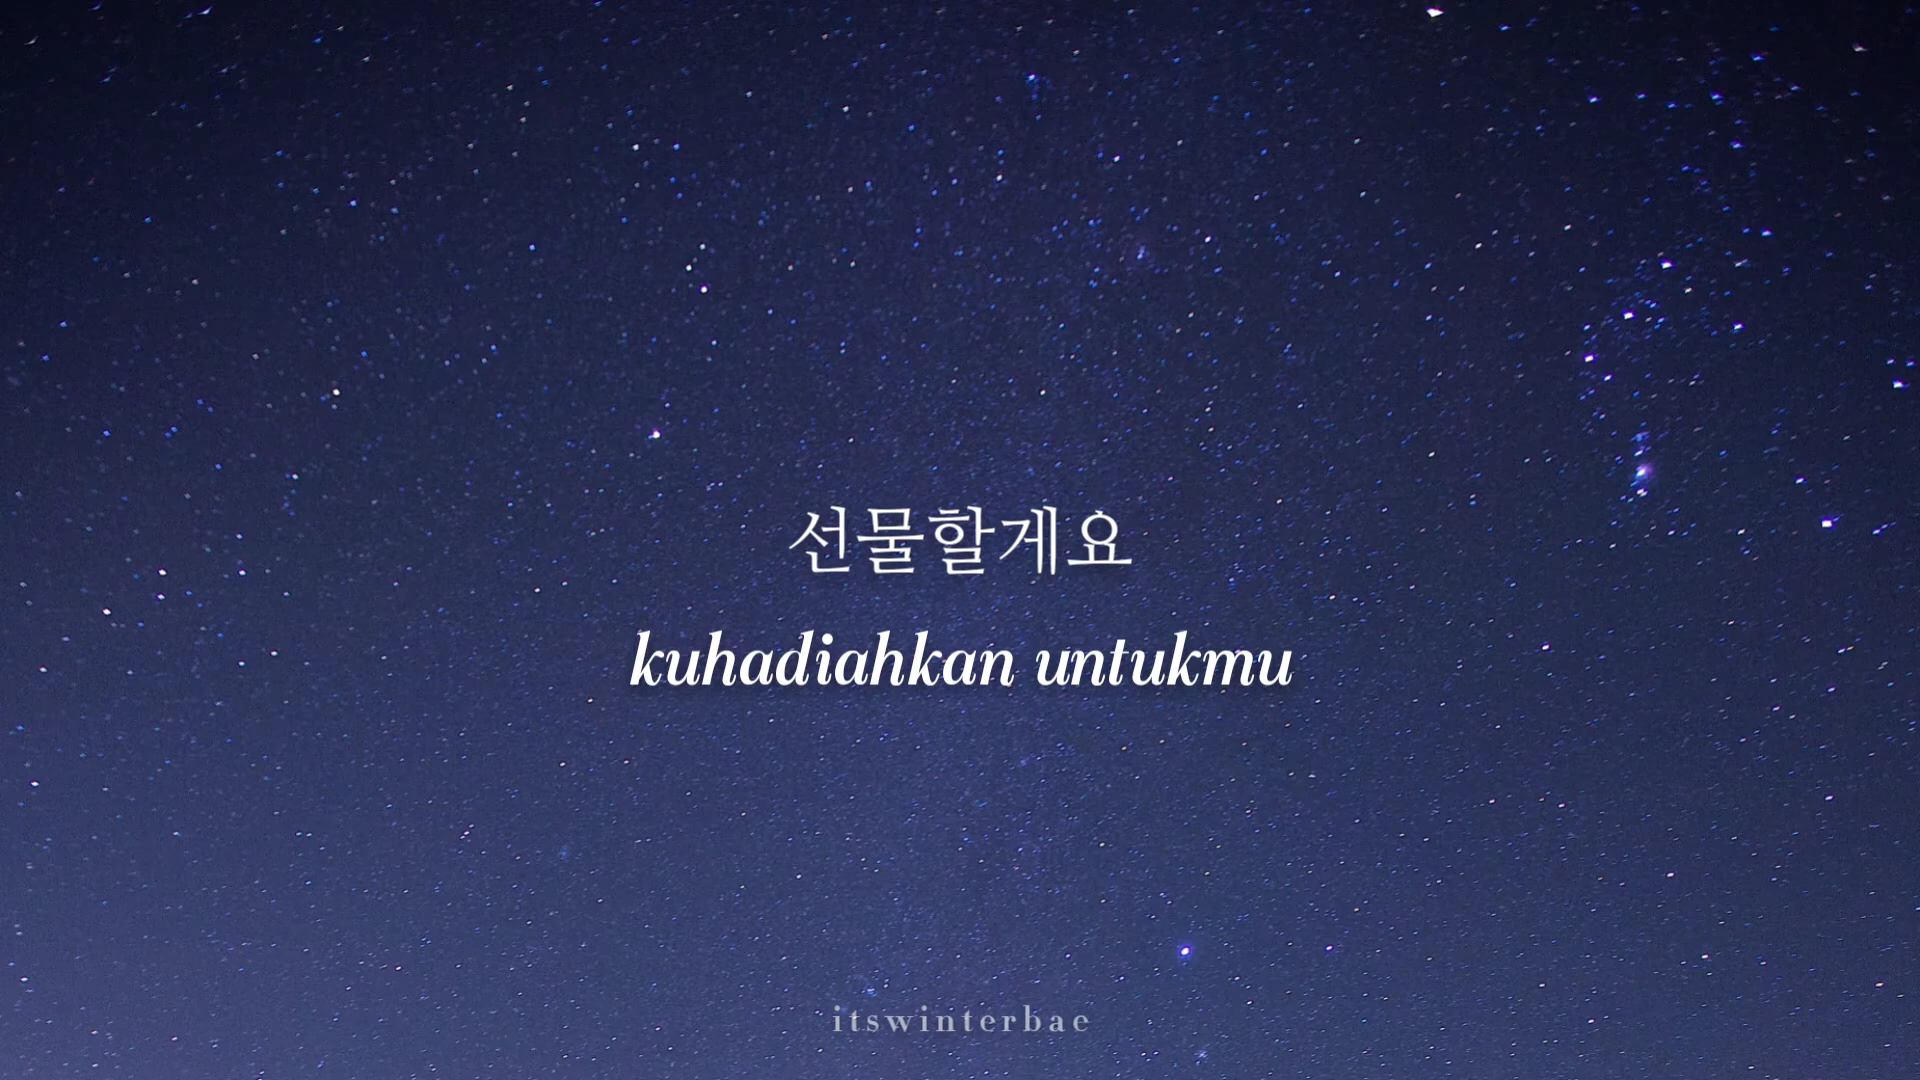 선물할게요
kuhadiahkan untukmu
itswinterbae